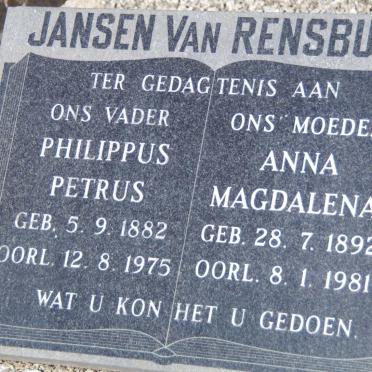 JANSEN VAN RENSBU
TER GEDAGTENIS AAN
ONS VADER
PHILIPPUS
PETRUS
GEB. 5. 9. 1882
OORL. 12. 8. 1975
ONS MOEDE
ANNA
MAGDALENA
GEB. 28. 7. 1892
OORL. 8. 1. 1981
WAT U KON HET U GEDOEN.